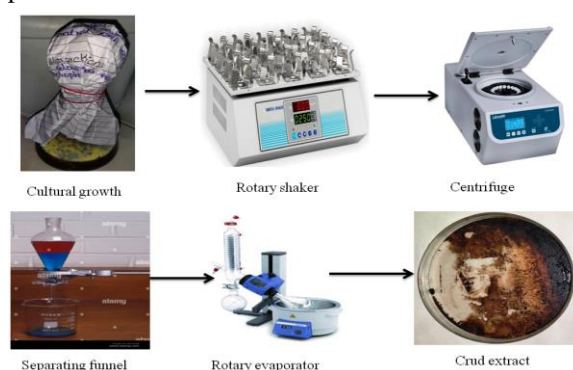 Cultural growth
Rotary shaker
Centrifuge
Separating funnel
Rotary evaporator
Crud extract